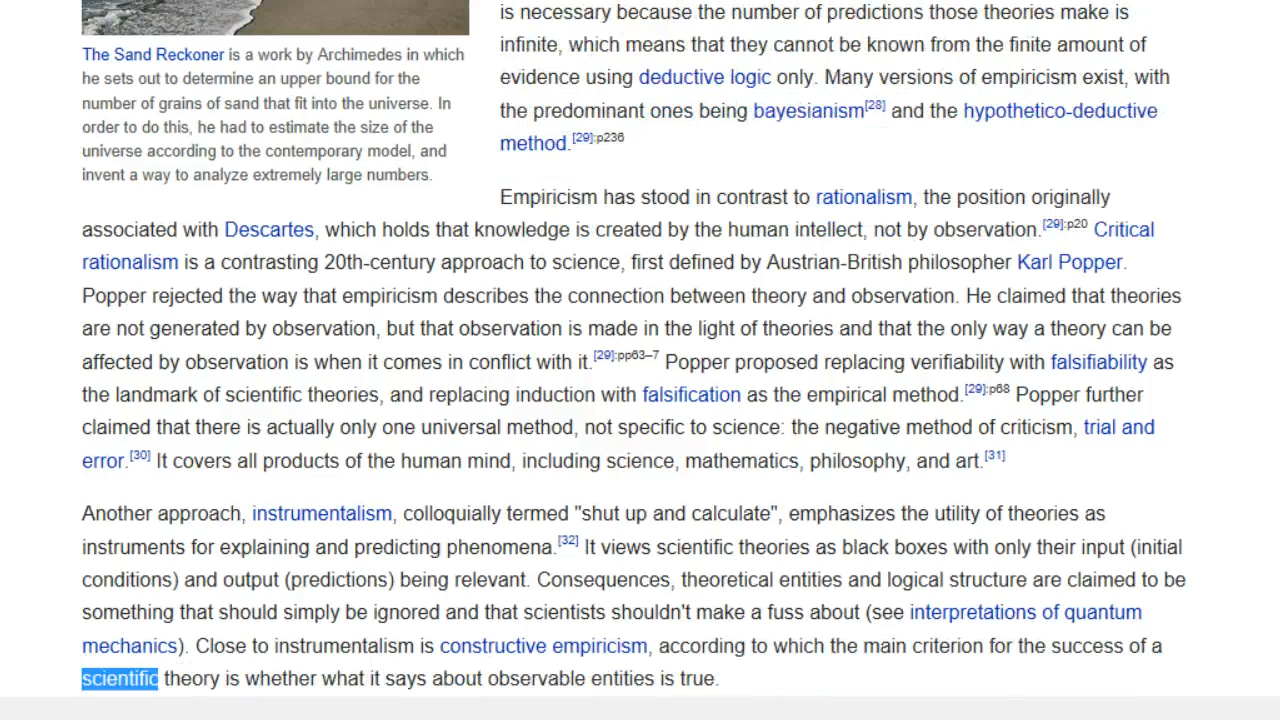 The Sand Reckoner is a work by Archimedes in which
he sets out to determine an upper bound for the
number of grains of sand that fit into the universe. In
order to do this, he had to estimate the size of the
universe according to the contemporary model, and
invent a way to analyze extremely large numbers.
is necessary because the number of predictions those theories make is
infinite, which means that they cannot be known from the finite amount of
evidence using deductive logic only. Many versions of empiricism exist, with
the predominant ones being bayesianism[28] and the hypothetico-deductive
method.[29]:p236
Empiricism has stood in contrast to rationalism, the position originally
associated with Descartes, which holds that knowledge is created by the human intellect, not by observation.[29]:p20 Critical
rationalism is a contrasting 20th-century approach to science, first defined by Austrian-British philosopher Karl Popper.
Popper rejected the way that empiricism describes the connection between theory and observation. He claimed that theories
are not generated by observation, but that observation is made in the light of theories and that the only way a theory can be
affected by observation is when it comes in conflict with it.[29]:pp63–7 Popper proposed replacing verifiability with falsifiability as
the landmark of scientific theories, and replacing induction with falsification as the empirical method.[29]:p68 Popper further
claimed that there is actually only one universal method, not specific to science: the negative method of criticism, trial and
error.[30] It covers all products of the human mind, including science, mathematics, philosophy, and art.[31]
Another approach, instrumentalism, colloquially termed "shut up and calculate", emphasizes the utility of theories as
instruments for explaining and predicting phenomena.[32] It views scientific theories as black boxes with only their input (initial
conditions) and output (predictions) being relevant. Consequences, theoretical entities and logical structure are claimed to be
something that should simply be ignored and that scientists shouldn't make a fuss about (see interpretations of quantum
mechanics). Close to instrumentalism is constructive empiricism, according to which the main criterion for the success of a
scientific theory is whether what it says about observable entities is true.